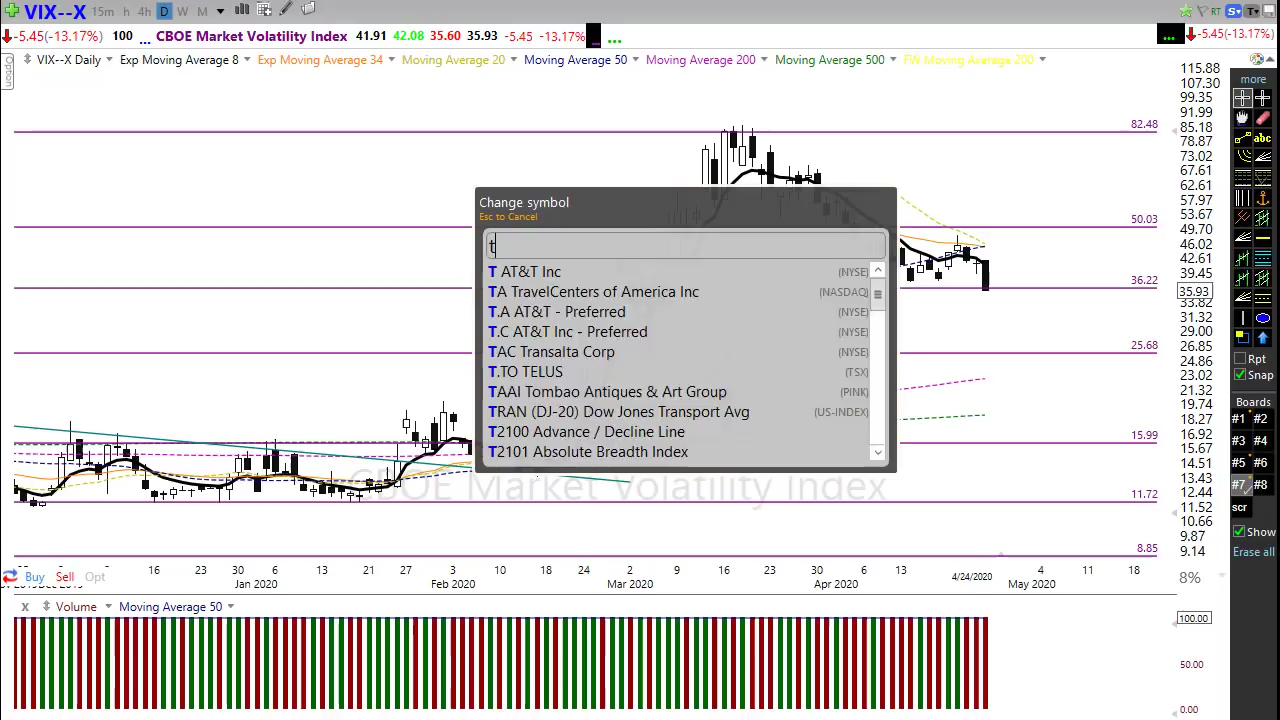 VIX--X 15m h 4h D W M RT S T
-5.45(-13.17%) 100 ... CBOE Market Volatility Index 41.91 42.08 35.60 35.93 -5.45 -13.17% ... ... -5.45(-13.17%)
Option VIX--X Daily Exp Moving Average 8 Exp Moving Average 34 Moving Average 20 Moving Average 50 Moving Average 200 Moving Average 500 FW Moving Average 200
115.88
107.30
99.35
91.99
85.18
78.87
73.02
67.61
62.61
57.97
53.67
49.70
46.02
42.61
39.45
35.93
33.82
31.32
29.00
26.85
24.86
23.02
21.32
19.74
18.27
16.92
15.67
14.51
13.43
12.44
11.52
10.66
9.87
9.14
82.48
50.03
36.22
25.68
15.99
11.72
8.85
Change symbol
Esc to Cancel
t
T AT&T Inc (NYSE)
TA TravelCenters of America Inc (NASDAQ)
T.A AT&T - Preferred (NYSE)
T.C AT&T Inc - Preferred (NYSE)
TAC Transalta Corp (NYSE)
T.TO TELUS (TSX)
TAAI Tombao Antiques & Art Group (PINK)
TRAN (DJ-20) Dow Jones Transport Avg (US-INDEX)
T2100 Advance / Decline Line
T2101 Absolute Breadth Index
CBOE Market Volatility Index
more
abc
Rpt
Snap
Boards
#1 #2
#3 #4
#5 #6
#7 #8
scr
Show
Erase all
16 23 30 6 13 21 27 3 10 18 24 2 9 16 23 30 6 13 4/24/2020 4 11 18
Jan 2020 Feb 2020 Mar 2020 Apr 2020 May 2020
Buy Sell Opt
8%
x Volume Moving Average 50
100.00
50.00
0.00